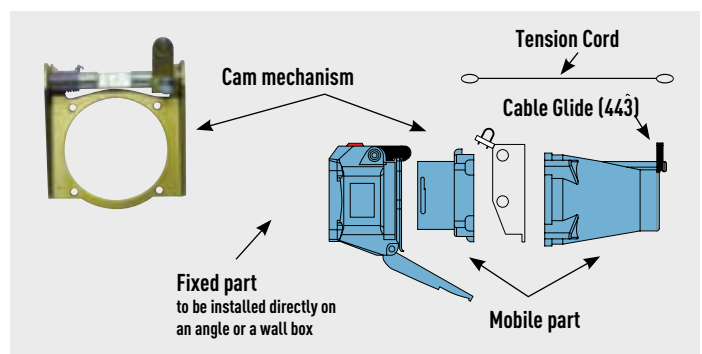 Tension Cord
Cam mechanism
Cable Glide (443)
Fixed part
to be installed directly on
an angle or a wall box
Mobile part